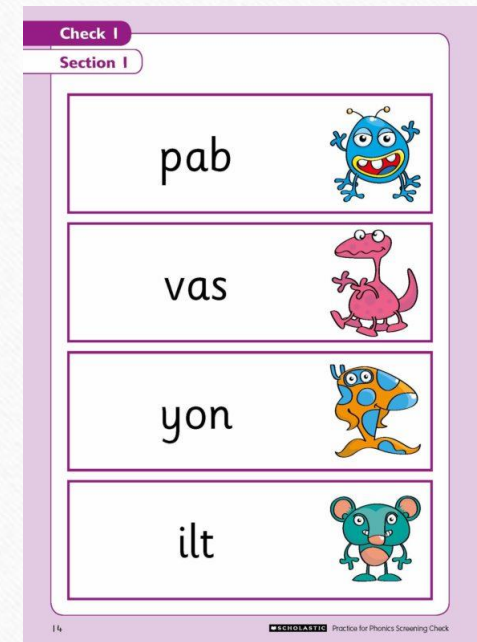 Check 1
Section 1
pab
vas
yon
ilt
14
SCHOLASTIC Practice for Phonics Screening Check